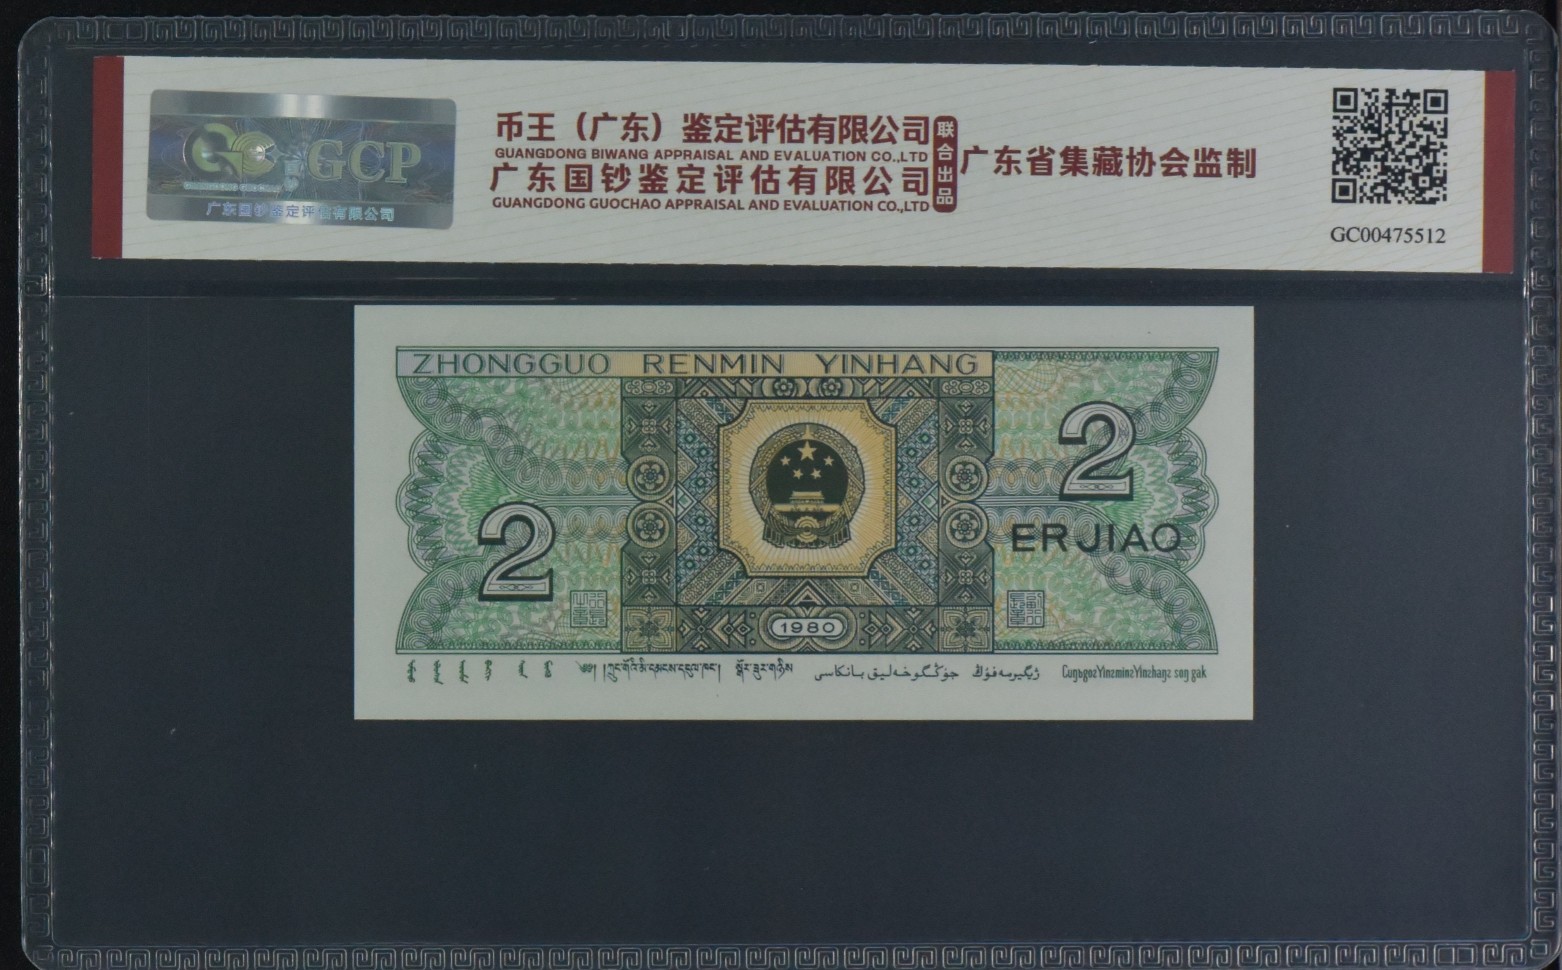 GCP
广东国钞鉴定评估有限公司
币王（广东）鉴定评估有限公司
GUANGDONG BIWANG APPRAISAL AND EVALUATION CO.,LTD
广东国钞鉴定评估有限公司
GUANGDONG GUOCHAO APPRAISAL AND EVALUATION CO.,LTD
联合出品
广东省集藏协会监制
GC00475512
ZHONGGUO RENMIN YINHANG
2
ERJIAO
2
1980
جۇڭگوخەلىق بانكاسى ژىگىرمەفۇڭ